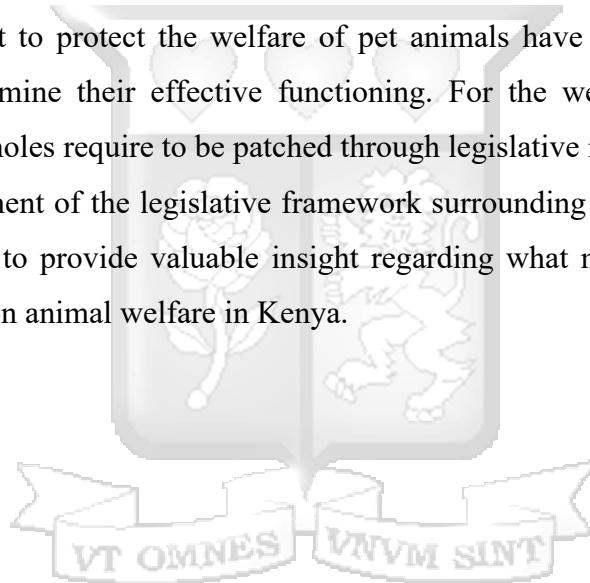 t to protect the welfare of pet animals have
mine their effective functioning. For the we
holes require to be patched through legislative
ment of the legislative framework surrounding
to provide valuable insight regarding what
on animal welfare in Kenya.
VT OMNES VNVM SINT